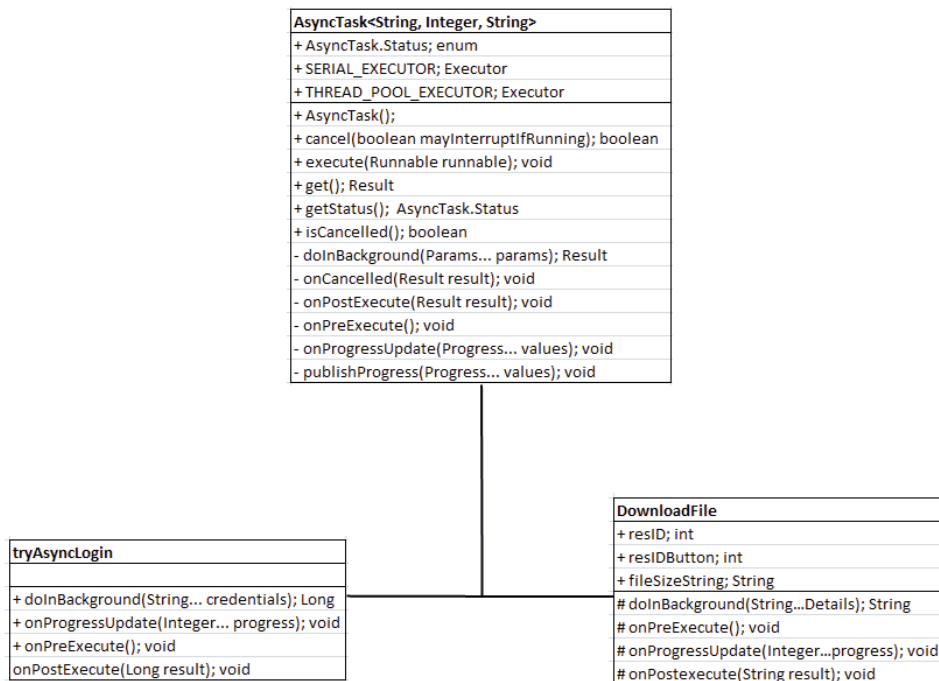 AsyncTask<String, Integer, String>
+ AsyncTask.Status; enum
+ SERIAL_EXECUTOR; Executor
+ THREAD_POOL_EXECUTOR; Executor
+ AsyncTask();
+ cancel(boolean mayInterruptIfRunning); boolean
+ execute(Runnable runnable); void
+ get(); Result
+ getStatus();  AsyncTask.Status
+ isCancelled(); boolean
- doInBackground(Params... params); Result
- onCancelled(Result result); void
- onPostExecute(Result result); void
- onPreExecute(); void
- onProgressUpdate(Progress... values); void
- publishProgress(Progress... values); void
tryAsyncLogin
+ doInBackground(String... credentials); Long
+ onProgressUpdate(Integer... progress); void
+ onPreExecute(); void
onPostExecute(Long result); void
DownloadFile
+ resID; int
+ resIDButton; int
+ fileSizeString; String
# doInBackground(String...Details); String
# onPreExecute(); void
# onProgressUpdate(Integer...progress); void
# onPostexecute(String result); void